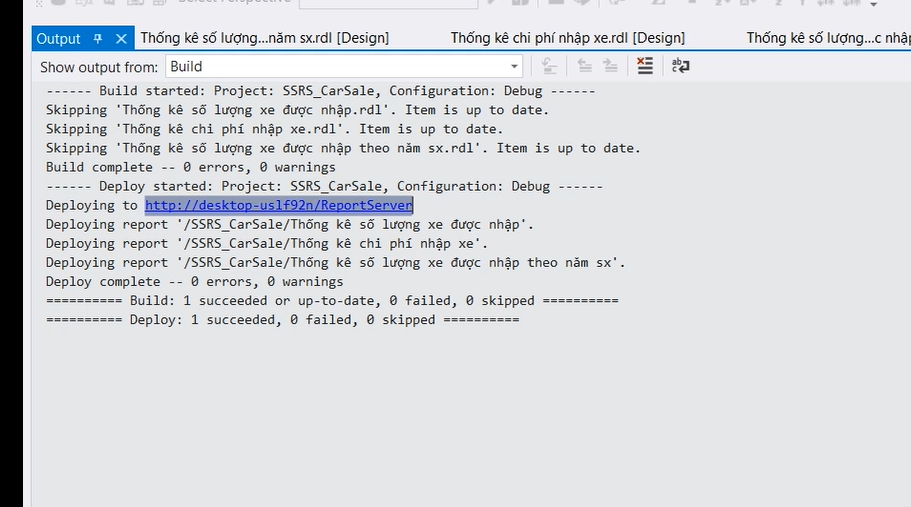 Output
Thống kê số lượng...năm sx.rdl [Design]
Thống kê chi phí nhập xe.rdl [Design]
Thống kê số lượng...c nhập
Show output from: Build
------ Build started: Project: SSRS_CarSale, Configuration: Debug ------
Skipping 'Thống kê số lượng xe được nhập.rdl'. Item is up to date.
Skipping 'Thống kê chi phí nhập xe.rdl'. Item is up to date.
Skipping 'Thống kê số lượng xe được nhập theo năm sx.rdl'. Item is up to date.
Build complete -- 0 errors, 0 warnings
------ Deploy started: Project: SSRS_CarSale, Configuration: Debug ------
Deploying to http://desktop-uslf92n/ReportServer
Deploying report '/SSRS_CarSale/Thống kê số lượng xe được nhập'.
Deploying report '/SSRS_CarSale/Thống kê chi phí nhập xe'.
Deploying report '/SSRS_CarSale/Thống kê số lượng xe được nhập theo năm sx'.
Deploy complete -- 0 errors, 0 warnings
========== Build: 1 succeeded or up-to-date, 0 failed, 0 skipped ==========
========== Deploy: 1 succeeded, 0 failed, 0 skipped ==========